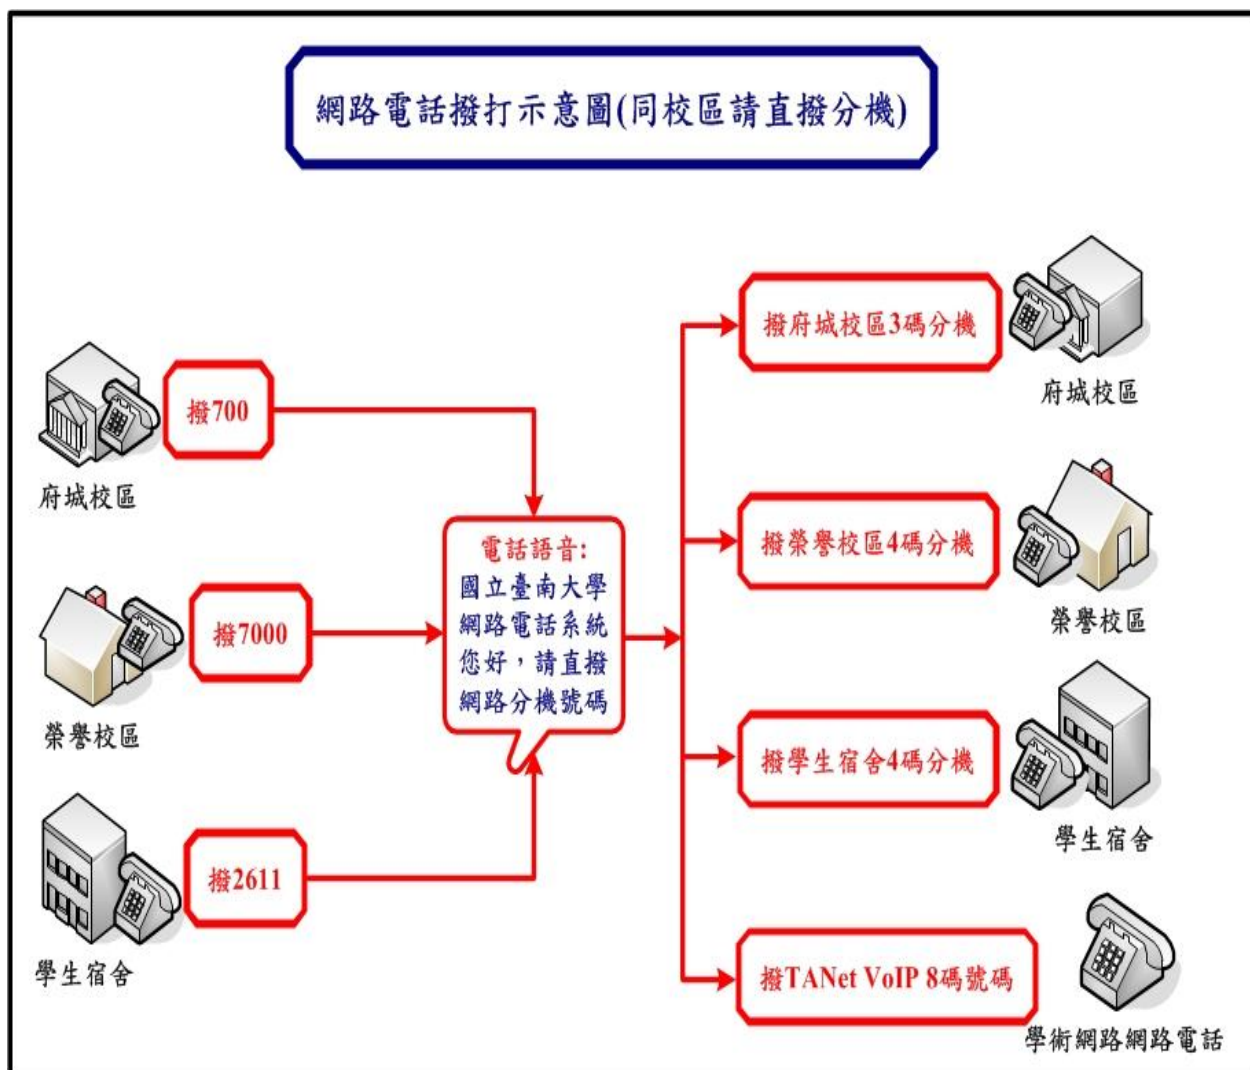 網路電話撥打示意圖(同校區請直撥分機)
撥700
府城校區
撥7000
榮譽校區
撥2611
學生宿舍
電話語音:
國立臺南大學
網路電話系統
您好，請直撥
網路分機號碼
撥府城校區3碼分機
府城校區
撥榮譽校區4碼分機
榮譽校區
撥學生宿舍4碼分機
學生宿舍
撥TANet VoIP 8碼號碼
學術網路網路電話